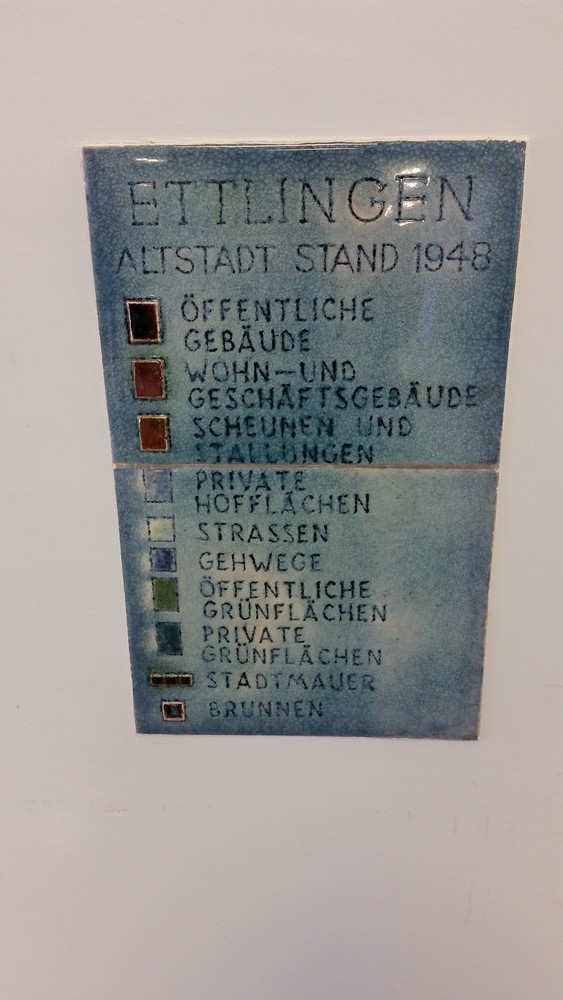 ETTLINGEN
ALTSTADT STAND 1948
ÖFFENTLICHE
GEBÄUDE
WOHN-UND
GESCHÄFTSGEBÄUDE
SCHEUNEN UND
STALLUNGEN
PRIVATE
HOFFLÄCHEN
STRASSEN
GEHWEGE
ÖFFENTLICHE
GRÜNFLÄCHEN
PRIVATE
GRÜNFLÄCHEN
STADTMAUER
BRUNNEN